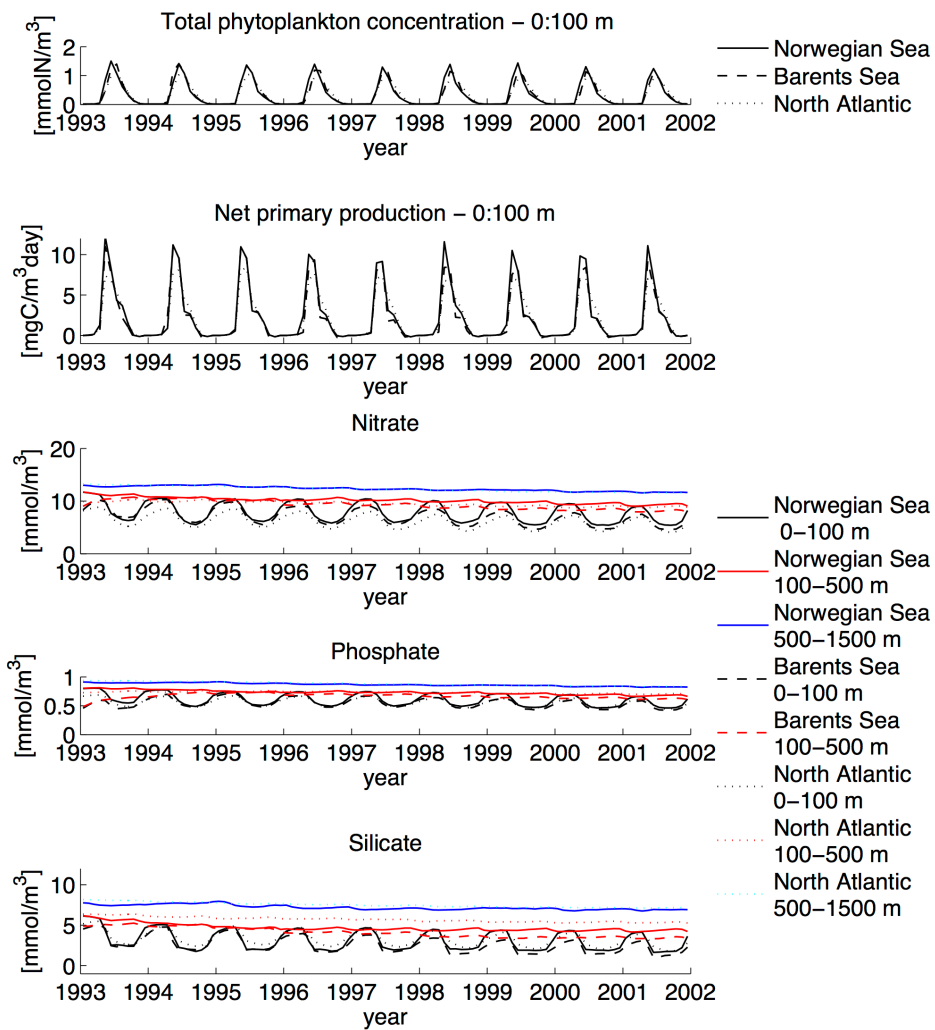 Total phytoplankton concentration − 0:100 m
[mmolN/m³]
2
1
0
1993 1994 1995 1996 1997 1998 1999 2000 2001 2002
year
Norwegian Sea
Barents Sea
North Atlantic
Net primary production − 0:100 m
[mgC/m³day]
10
5
0
1993 1994 1995 1996 1997 1998 1999 2000 2001 2002
year
Nitrate
[mmol/m³]
20
10
0
1993 1994 1995 1996 1997 1998 1999 2000 2001 2002
year
Phosphate
[mmol/m³]
1
0.5
0
1993 1994 1995 1996 1997 1998 1999 2000 2001 2002
year
Silicate
[mmol/m³]
10
5
0
1993 1994 1995 1996 1997 1998 1999 2000 2001 2002
year
Norwegian Sea
0−100 m
Norwegian Sea
100−500 m
Norwegian Sea
500−1500 m
Barents Sea
0−100 m
Barents Sea
100−500 m
North Atlantic
0−100 m
North Atlantic
100−500 m
North Atlantic
500−1500 m